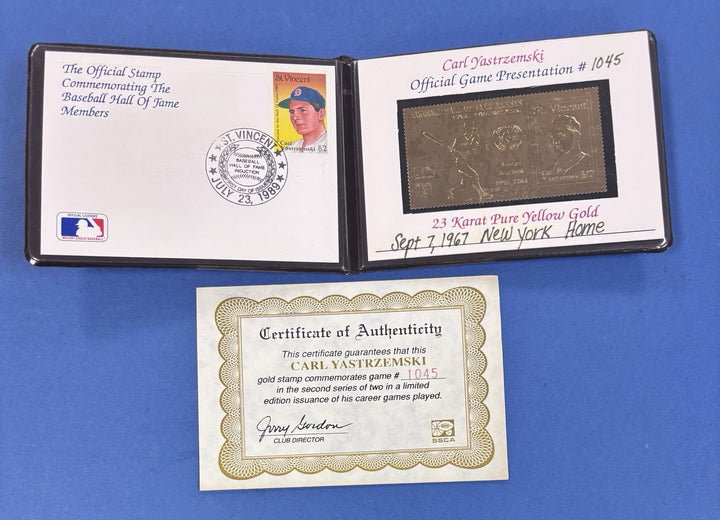 The Official Stamp
Commemorating The
Baseball Hall Of Fame
Members
St. Vincent
Carl
Yastrzemski $2
ST. VINCENT
BASEBALL
HALL OF FAME
INDUCTION
FIRST DAY OF ISSUE
JULY 23, 1989
OFFICIAL LICENSEE
MAJOR LEAGUE BASEBALL
Carl Yastrzemski
Official Game Presentation # 1045
St. Vincent
23 Karat Pure Yellow Gold
Sept 7, 1967 New York Home
Certificate of Authenticity
This certificate guarantees that this
CARL YASTRZEMSKI
gold stamp commemorates game # 1045
in the second series of two in a limited
edition issuance of his career games played.
Jerry Gordon
CLUB DIRECTOR
SSCA